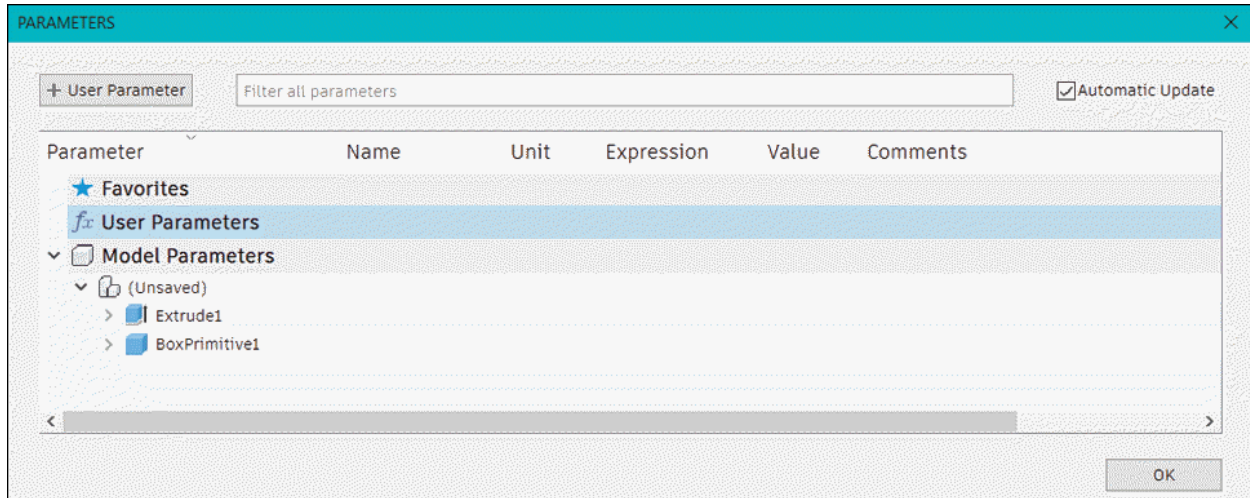 PARAMETERS
+ User Parameter Filter all parameters Automatic Update
Parameter Name Unit Expression Value Comments
Favorites
fx User Parameters
Model Parameters
(Unsaved)
Extrude1
BoxPrimitive1
OK